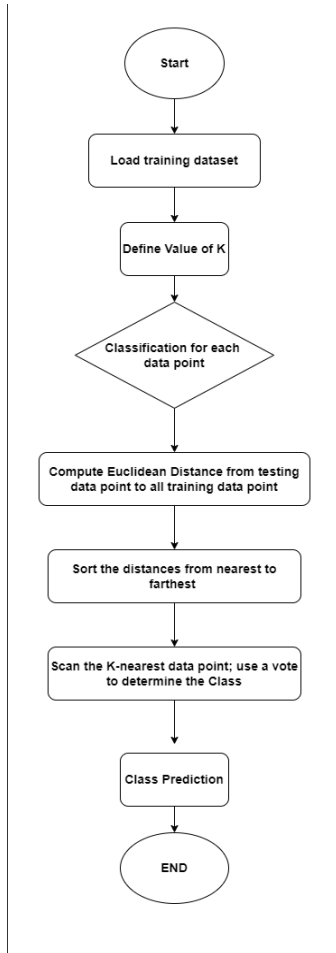 Start
Load training dataset
Define Value of K
Classification for each
data point
Compute Euclidean Distance from testing
data point to all training data point
Sort the distances from nearest to
farthest
Scan the K-nearest data point; use a vote
to determine the Class
Class Prediction
END